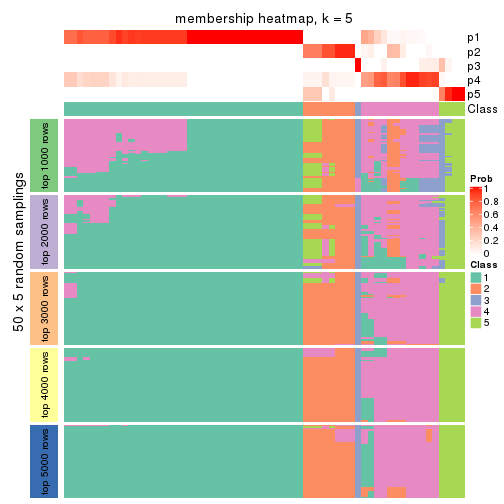 membership heatmap, k = 5
p1
p2
p3
p4
p5
Class
50 x 5 random samplings
top 1000 rows
top 2000 rows
top 3000 rows
top 4000 rows
top 5000 rows
Prob
1
0.8
0.6
0.4
0.2
0
Class
1
2
3
4
5